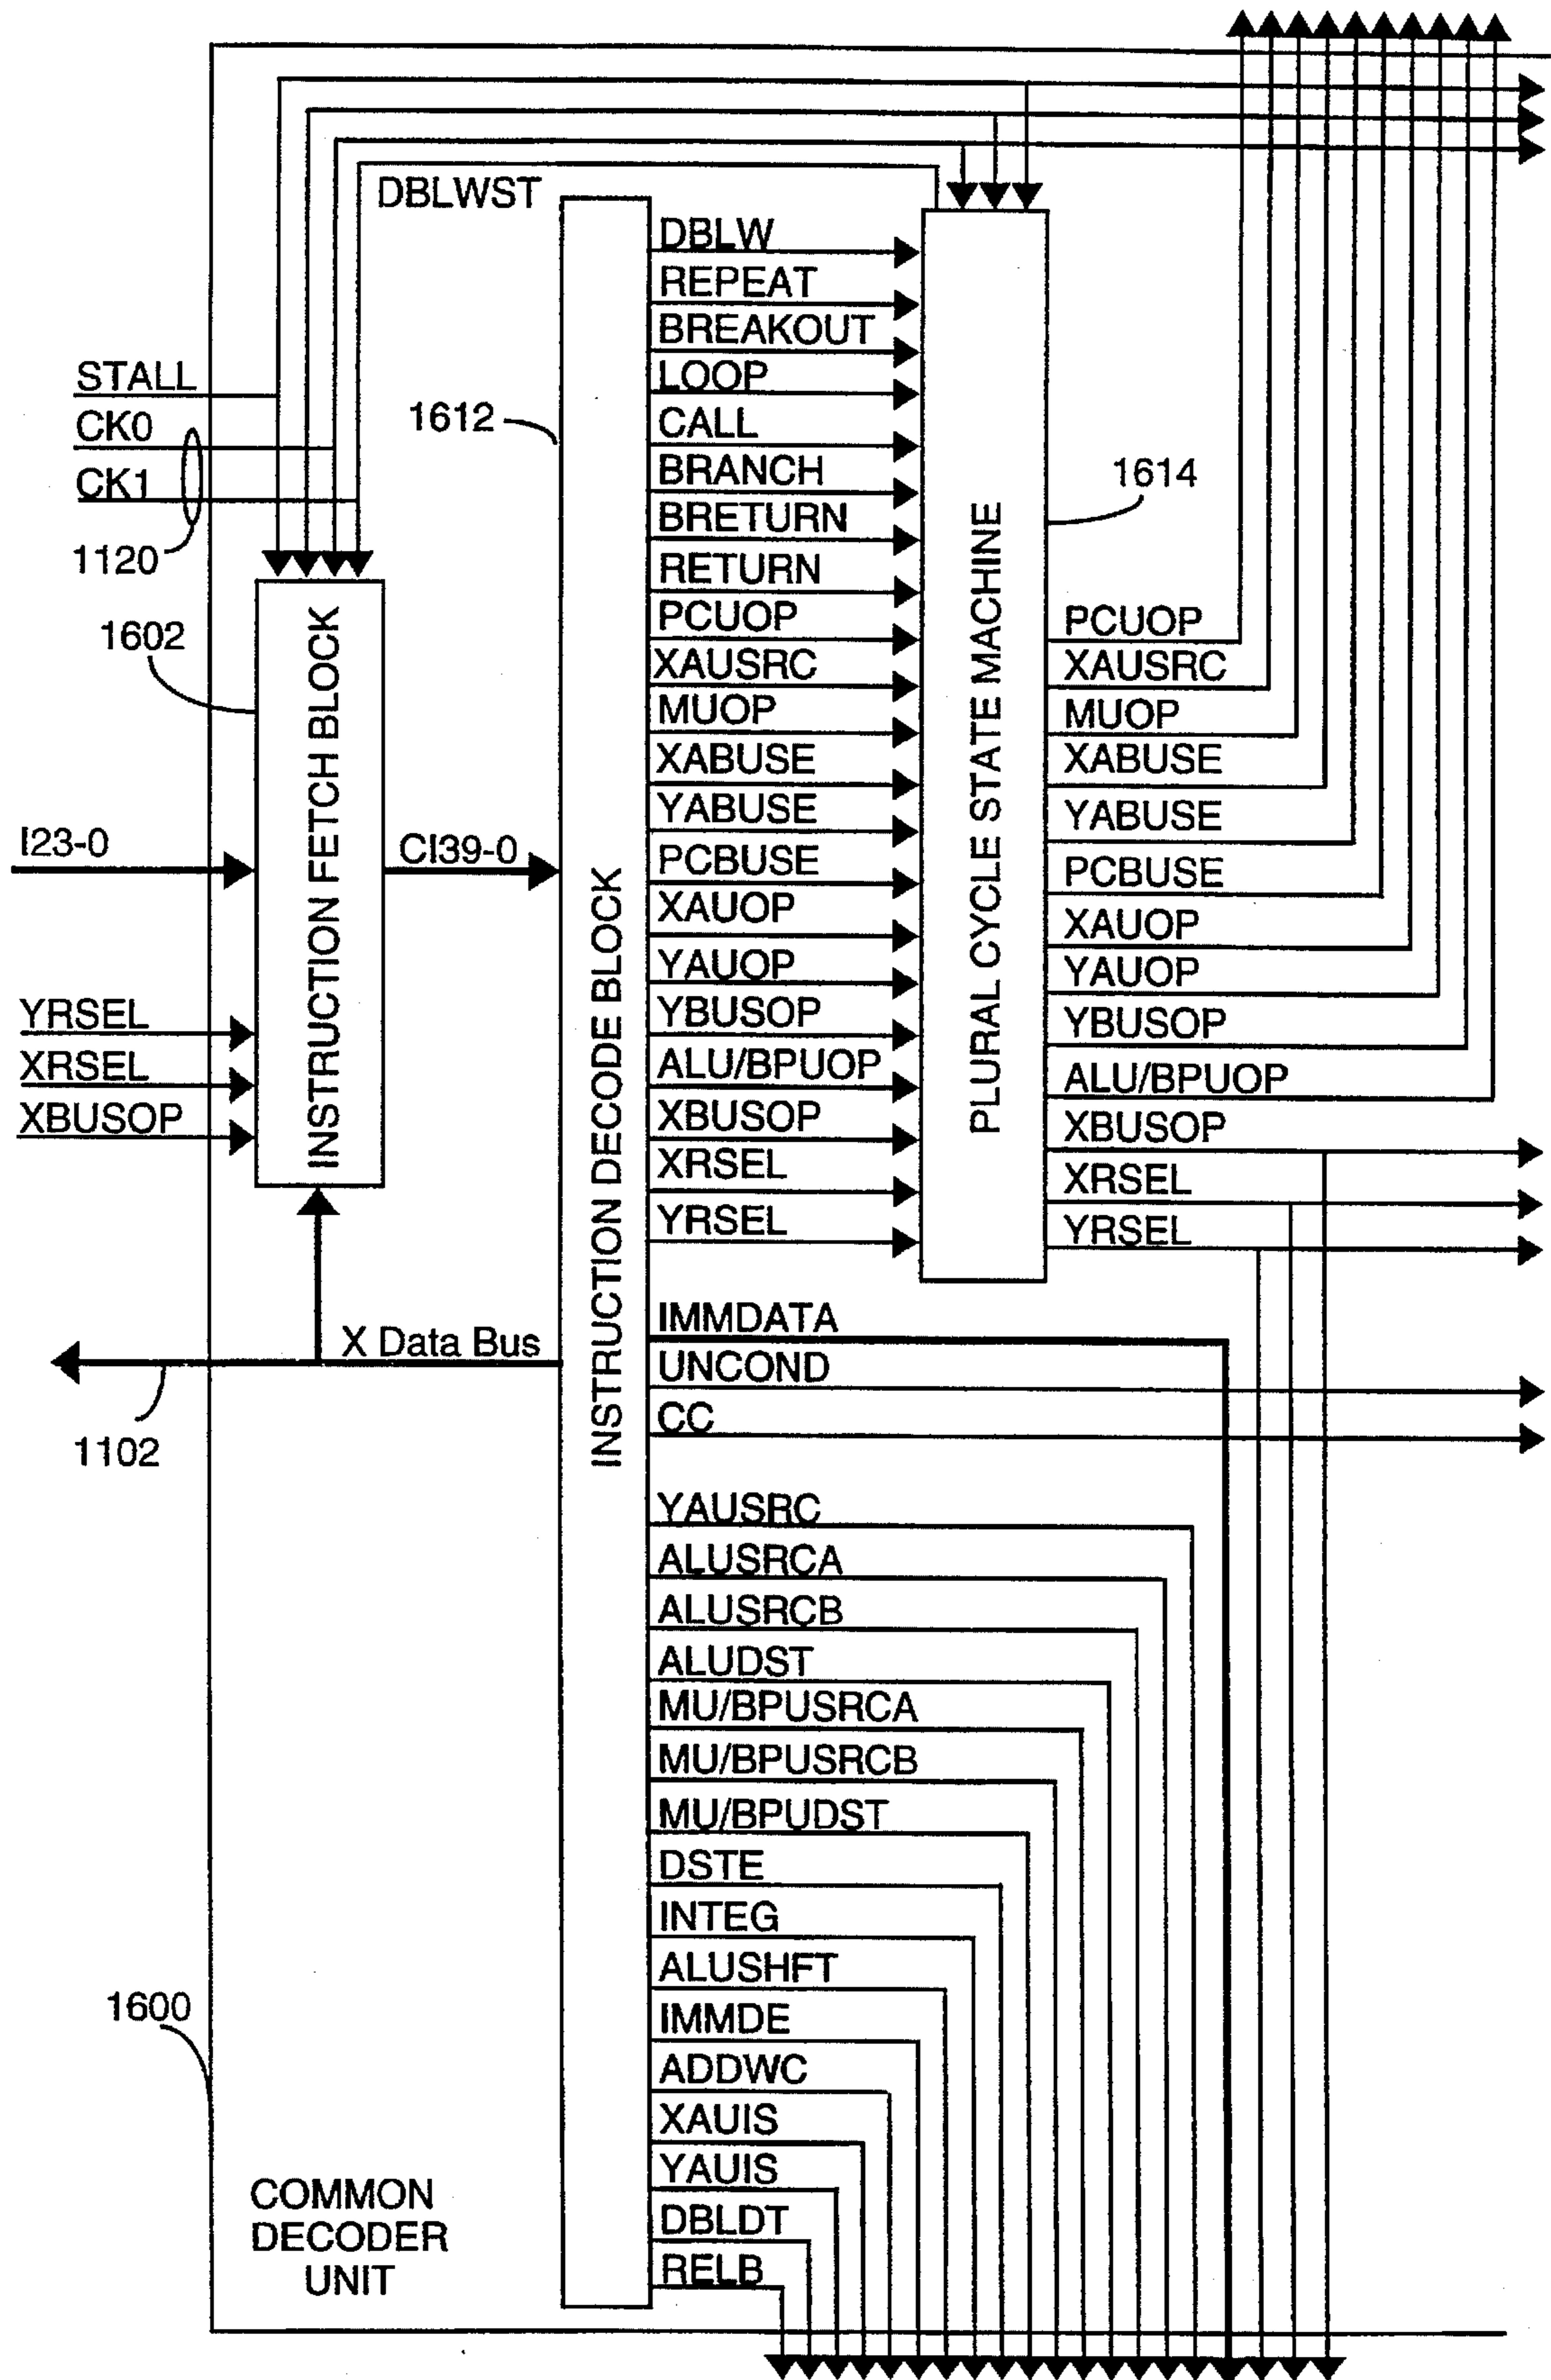 DBLWST
STALL
CK0
CK1
1120
1602
I23-0
YRSEL
XRSEL
XBUSOP
INSTRUCTION FETCH BLOCK
CI39-0
X Data Bus
1102
1612
INSTRUCTION DECODE BLOCK
DBLW
REPEAT
BREAKOUT
LOOP
CALL
BRANCH
BRETURN
RETURN
PCUOP
XAUSRC
MUOP
XABUSE
YABUSE
PCBUSE
XAUOP
YAUOP
YBUSOP
ALU/BPUOP
XBUSOP
XRSEL
YRSEL
PLURAL CYCLE STATE MACHINE
1614
PCUOP
XAUSRC
MUOP
XABUSE
YABUSE
PCBUSE
XAUOP
YAUOP
YBUSOP
ALU/BPUOP
XBUSOP
XRSEL
YRSEL
IMMDATA
UNCOND
CC
YAUSRC
ALUSRCA
ALUSRCB
ALUDST
MU/BPUSRCA
MU/BPUSRCB
MU/BPUDST
DSTE
INTEG
ALUSHFT
IMMDE
ADDWC
XAUIS
YAUIS
DBLDT
RELB
1600
COMMON
DECODER
UNIT